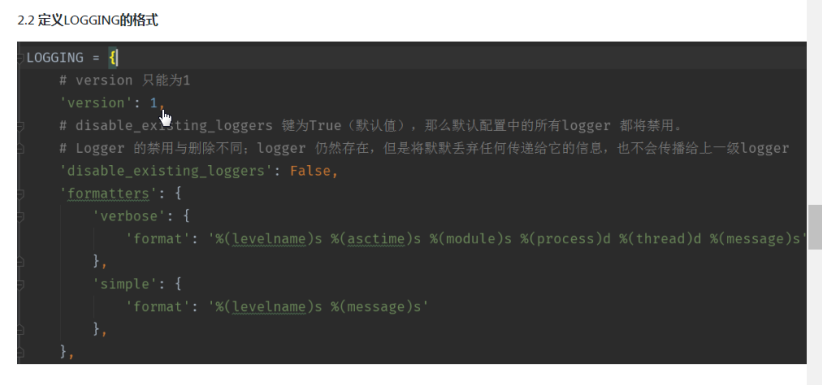 2.2 定义LOGGING的格式
LOGGING = {
# version 只能为1
'version': 1,
# disable_existing_loggers 键为True（默认值），那么默认配置中的所有logger 都将禁用。
# Logger 的禁用与删除不同；logger 仍然存在，但是将默默丢弃任何传递给它的信息，也不会传播给上一级logger
'disable_existing_loggers': False,
'formatters': {
'verbose': {
'format': '%(levelname)s %(asctime)s %(module)s %(process)d %(thread)d %(message)s'
},
'simple': {
'format': '%(levelname)s %(message)s'
},
},